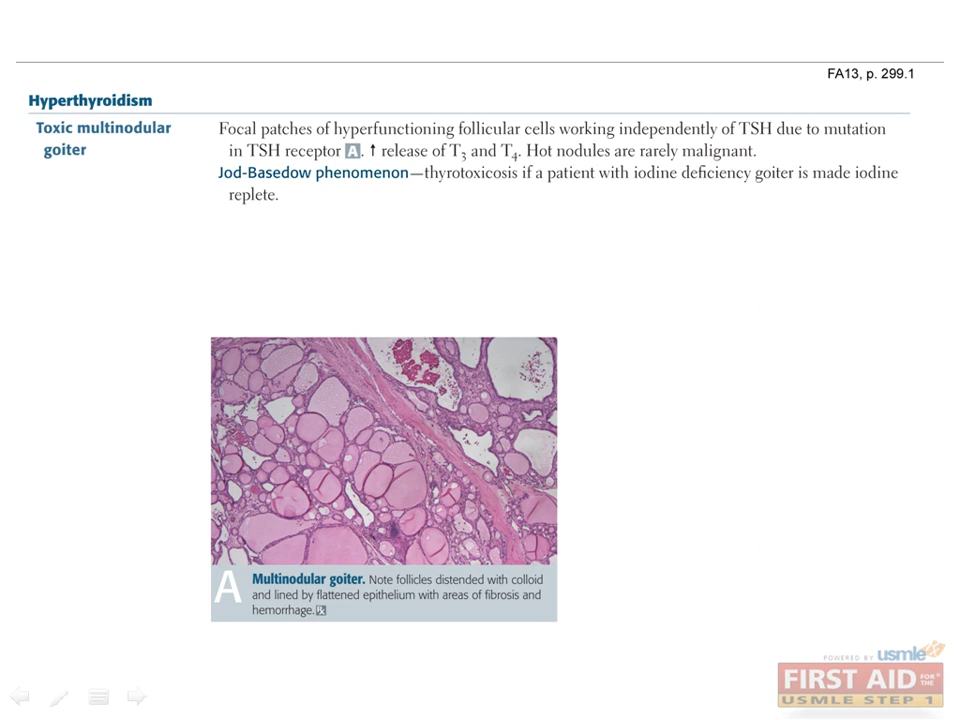 FA13, p. 299.1
Hyperthyroidism
Toxic multinodular
goiter
Focal patches of hyperfunctioning follicular cells working independently of TSH due to mutation
in TSH receptor A. ↑ release of T3 and T4. Hot nodules are rarely malignant.
Jod-Basedow phenomenon—thyrotoxicosis if a patient with iodine deficiency goiter is made iodine
replete.
A
Multinodular goiter. Note follicles distended with colloid
and lined by flattened epithelium with areas of fibrosis and
hemorrhage.
POWERED BY usmle
FIRST AID FOR THE®
USMLE STEP 1